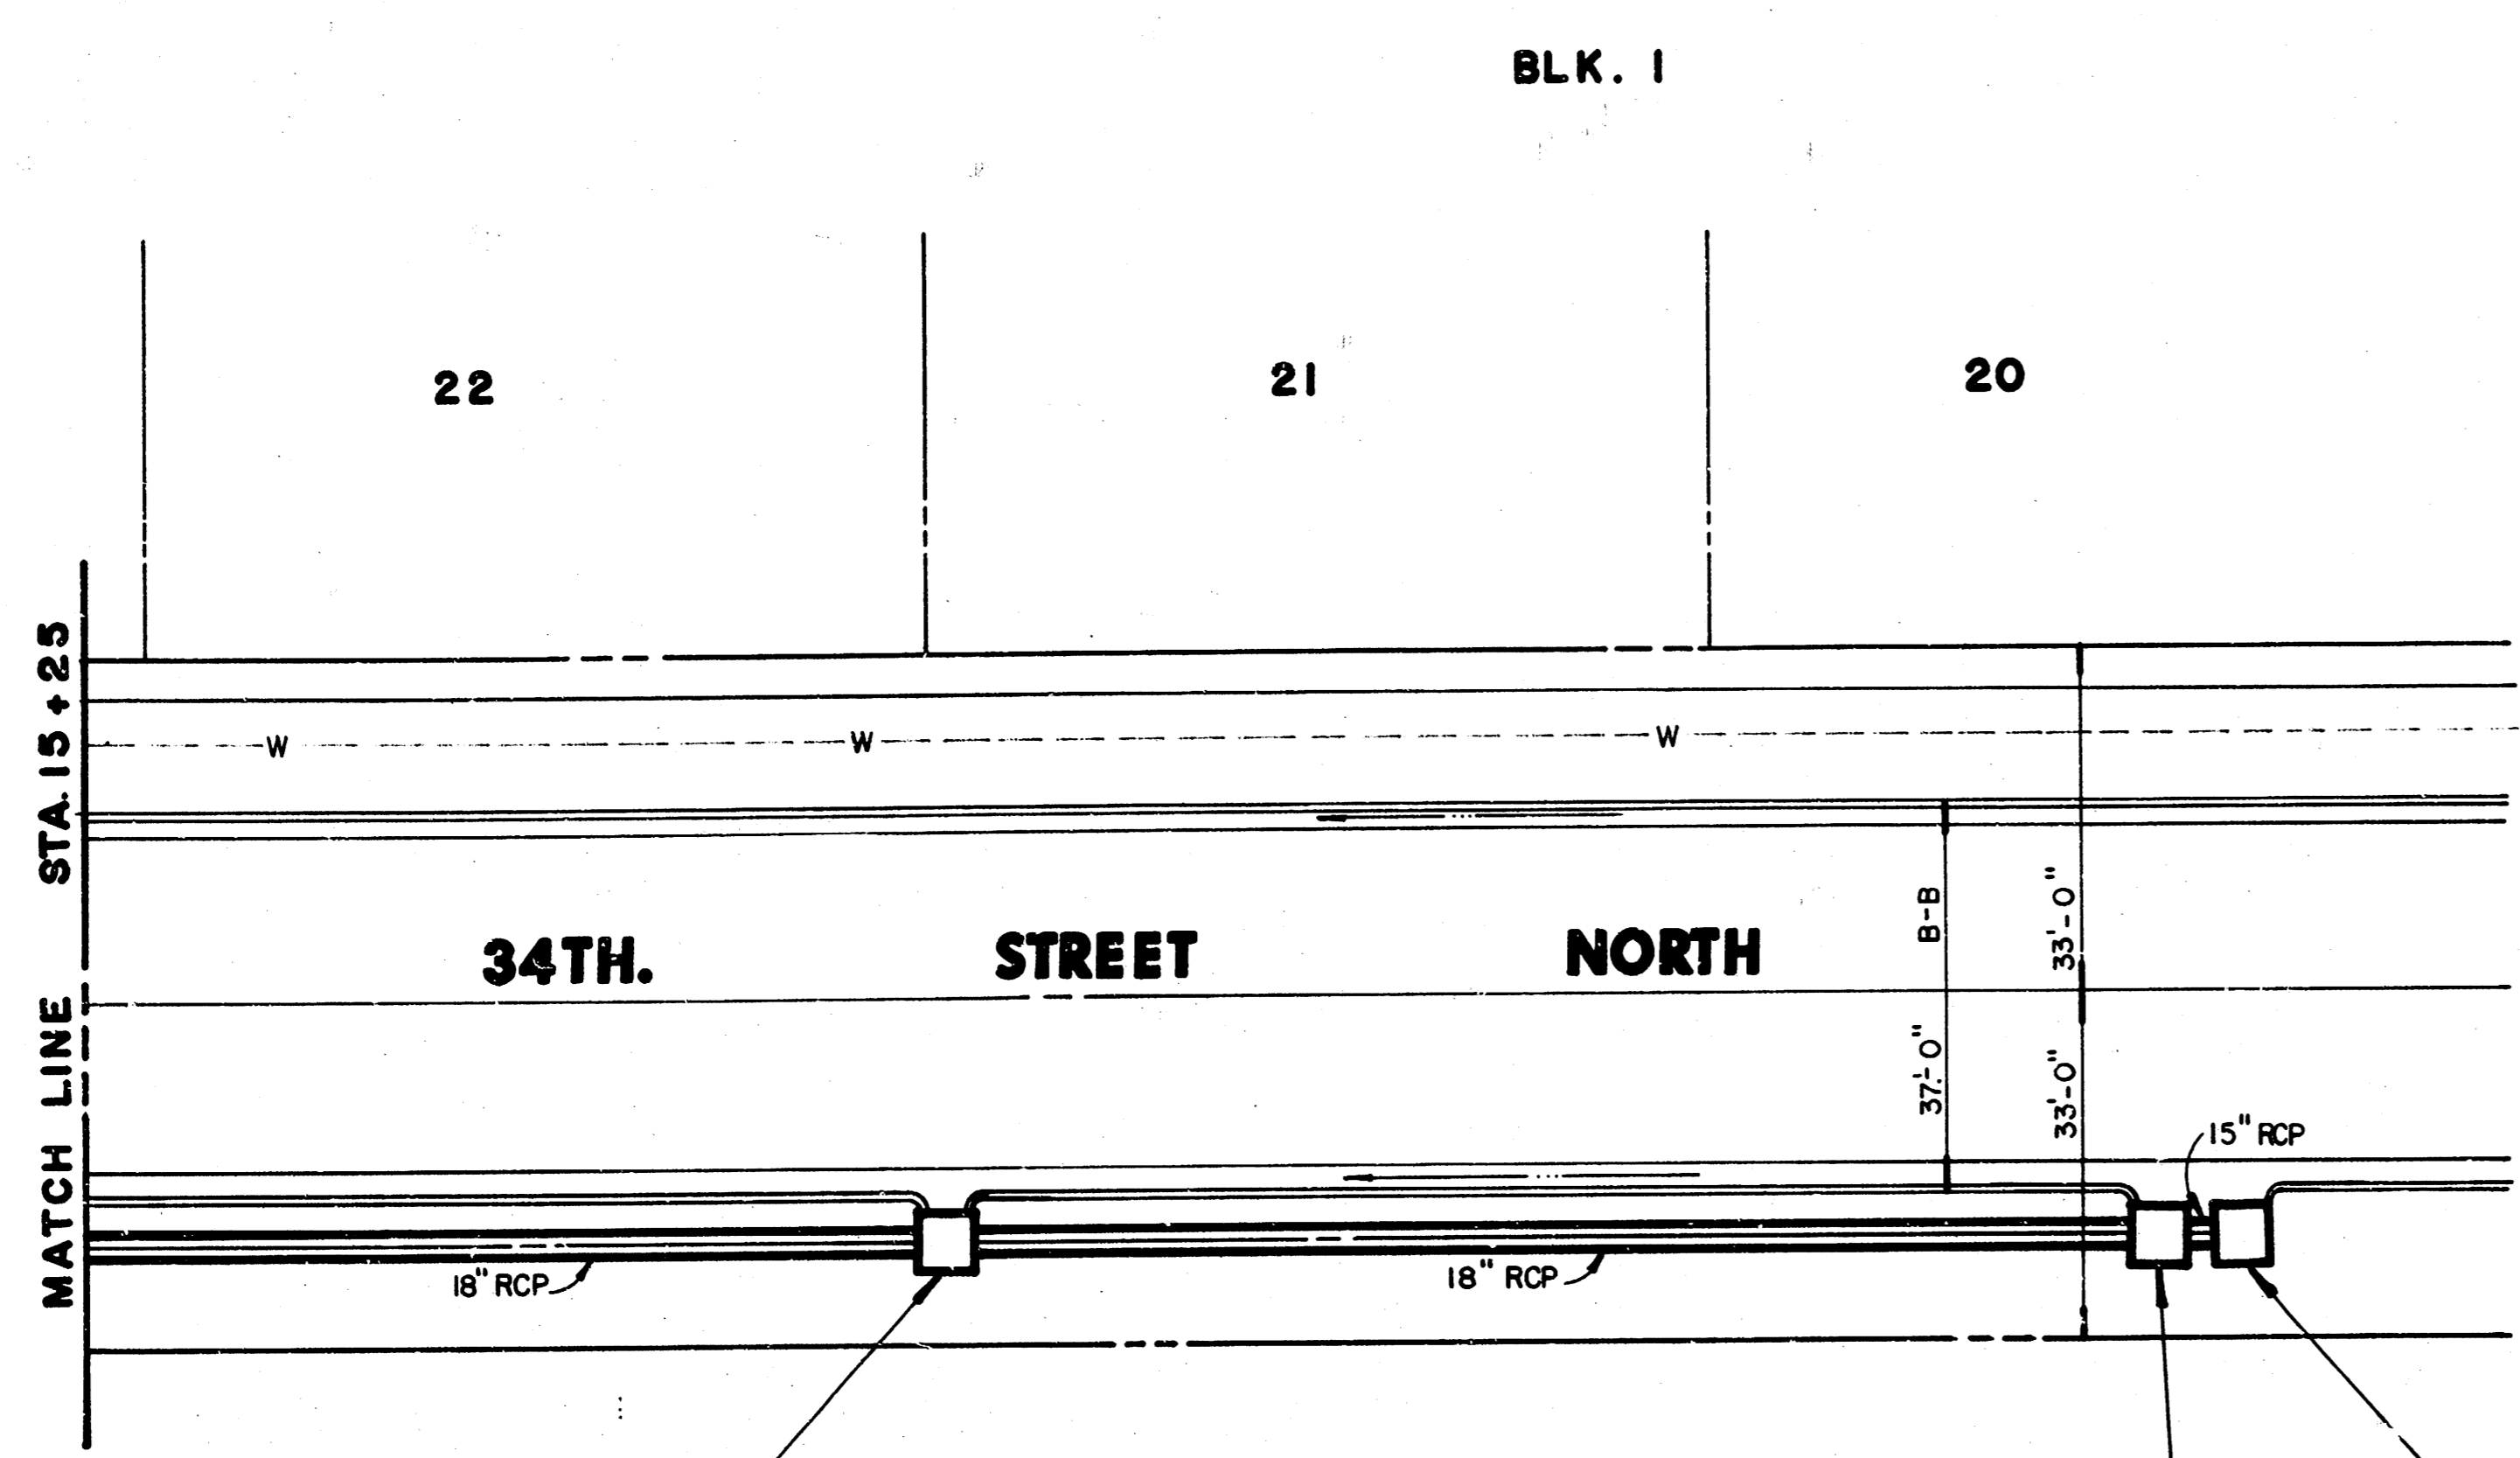 BLK. 1
22
21
20
MATCH LINE STA. 15 + 25
W
W
W
34TH. STREET NORTH
37'-0" B-B
33'-0"
33'-0"
15" RCP
18" RCP
18" RCP